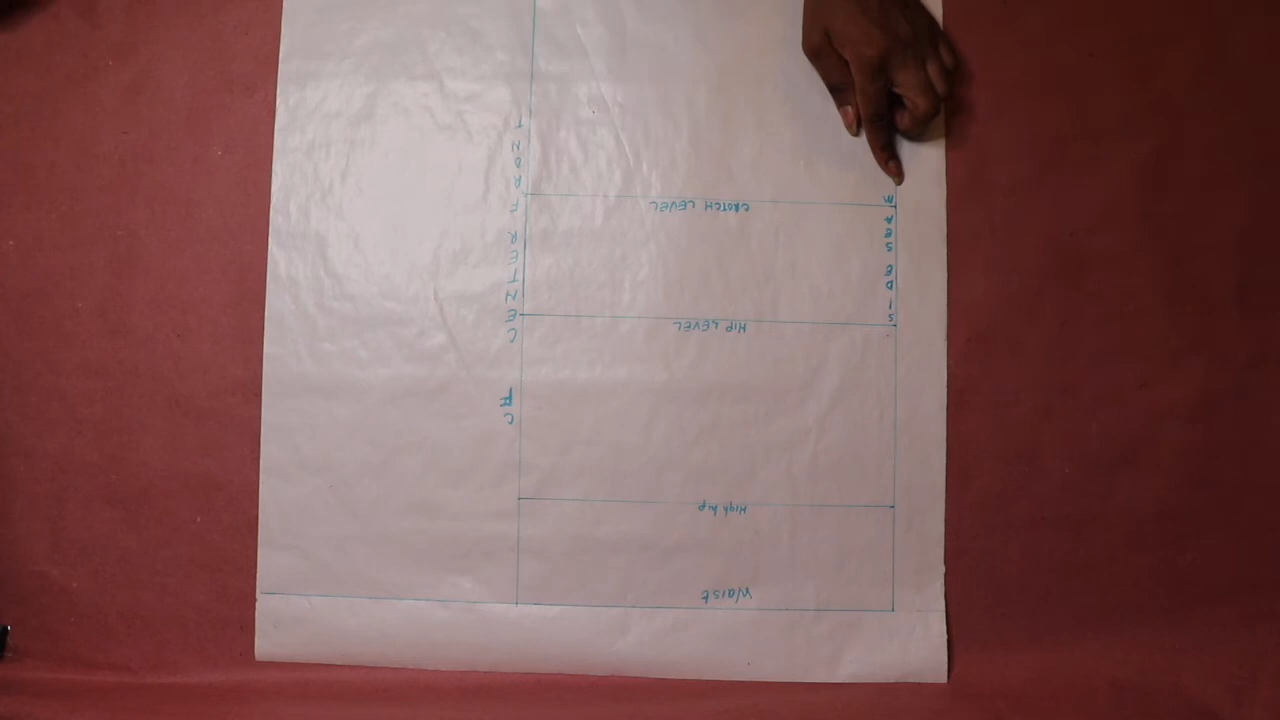 Waist
High hip
CF CENTER FRONT
HIP LEVEL
SIDE SEAM
CROTCH LEVEL